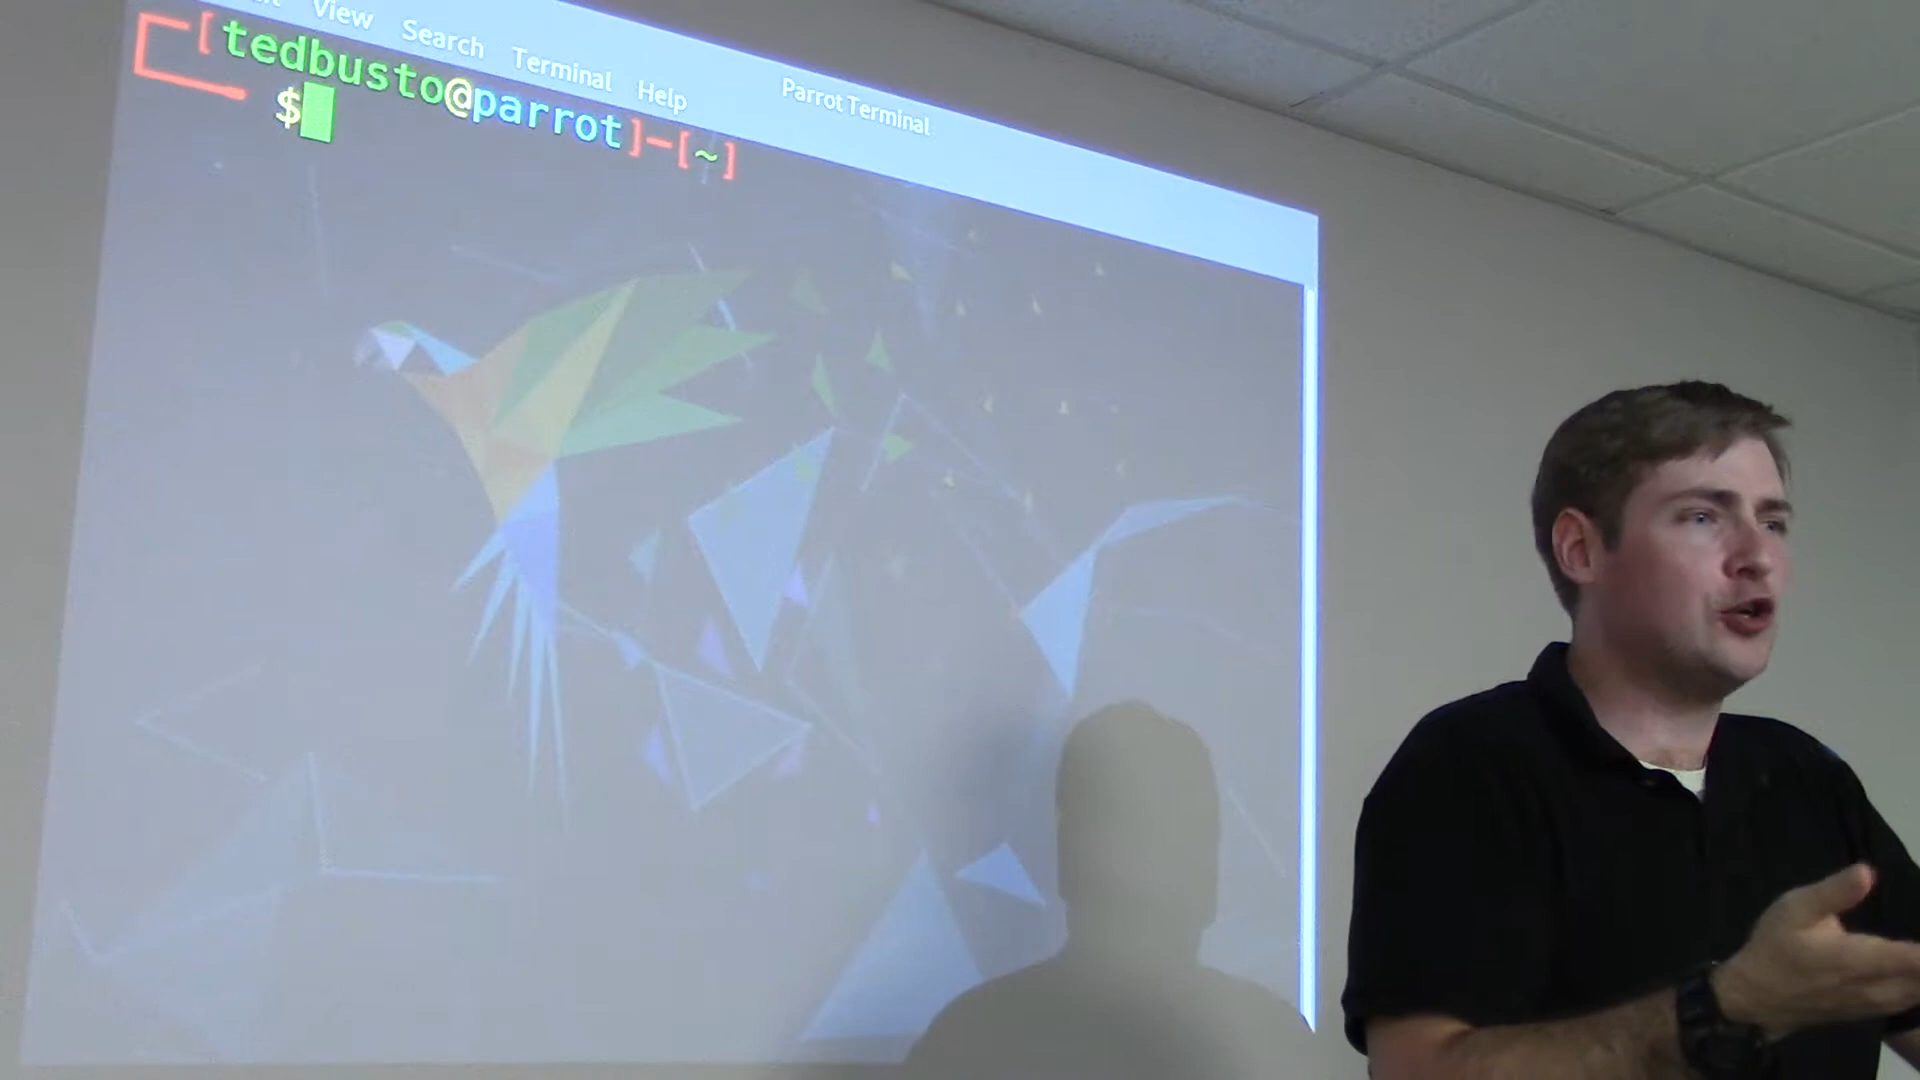 View Search Terminal Help Parrot Terminal
[tedbusto@parrot]─[~]
$